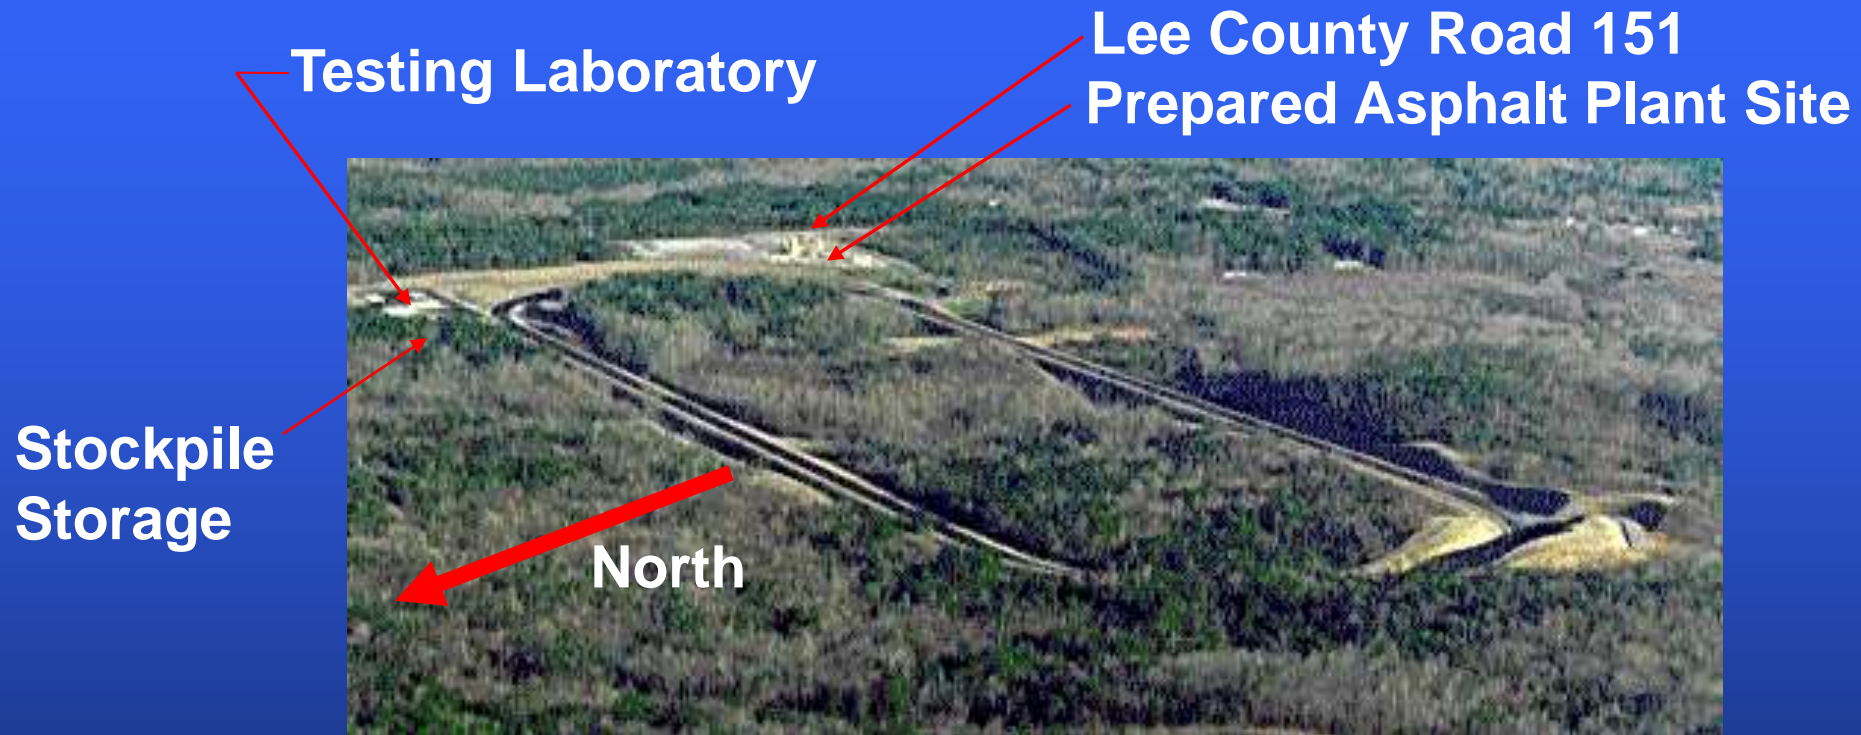 Testing Laboratory
Lee County Road 151
Prepared Asphalt Plant Site
Stockpile
Storage
North